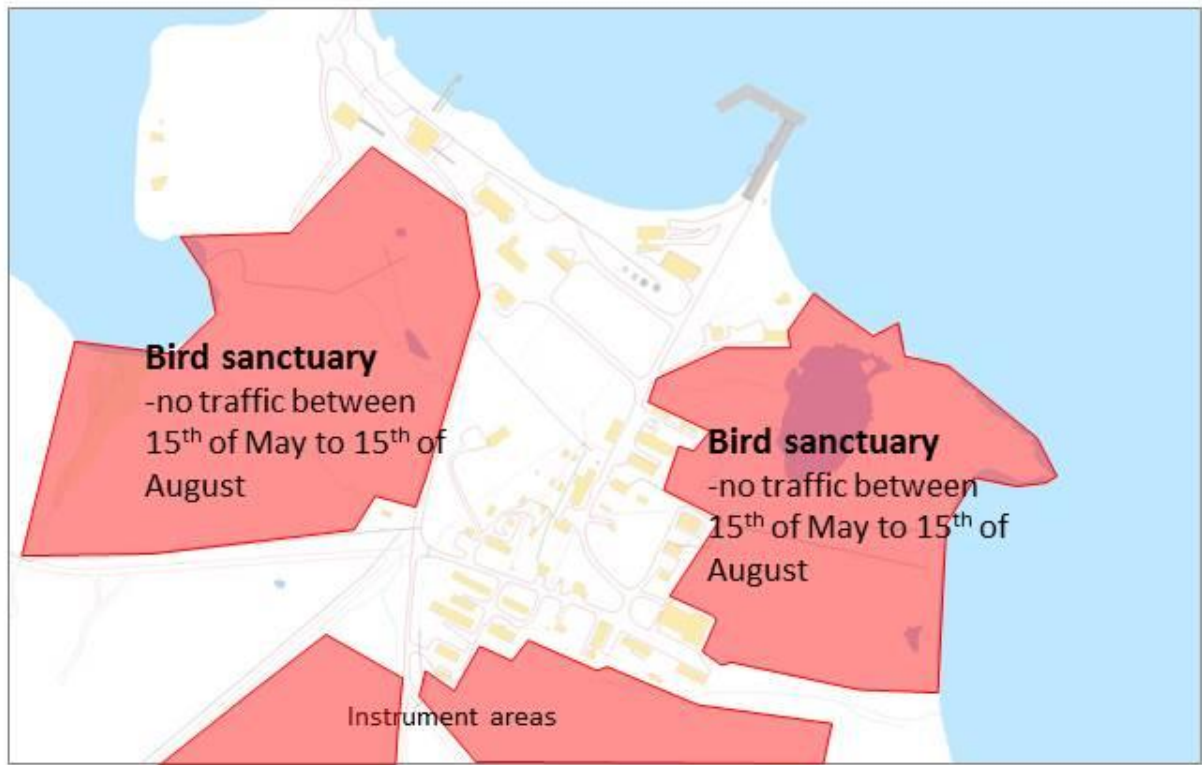 Bird sanctuary
-no traffic between
15th of May to 15th of
August
Bird sanctuary
-no traffic between
15th of May to 15th of
August
Instrument areas